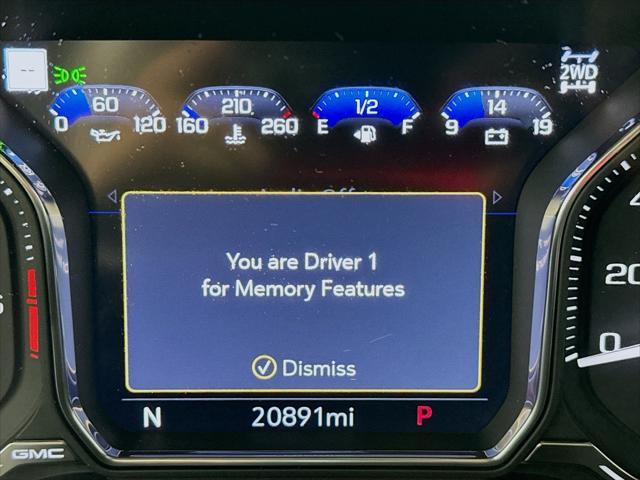 --
2WD
60
0
120
210
160
260
1/2
E
F
14
9
19
You are Driver 1
for Memory Features
Dismiss
N
20891mi
P
GMC
20
0